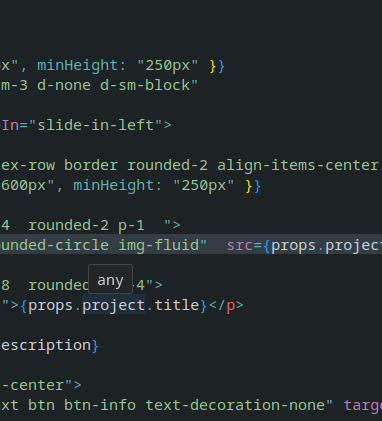 x", minHeight: "250px" }}
m-3 d-none d-sm-block"
In="slide-in-left">
ex-row border rounded-2 align-items-center
600px", minHeight: "250px" }}
4 rounded-2 p-1 ">
ounded-circle img-fluid" src={props.project
any
8 rounded -4">
">{props.project.title}</p>
escription}
-center">
xt btn btn-info text-decoration-none" targ